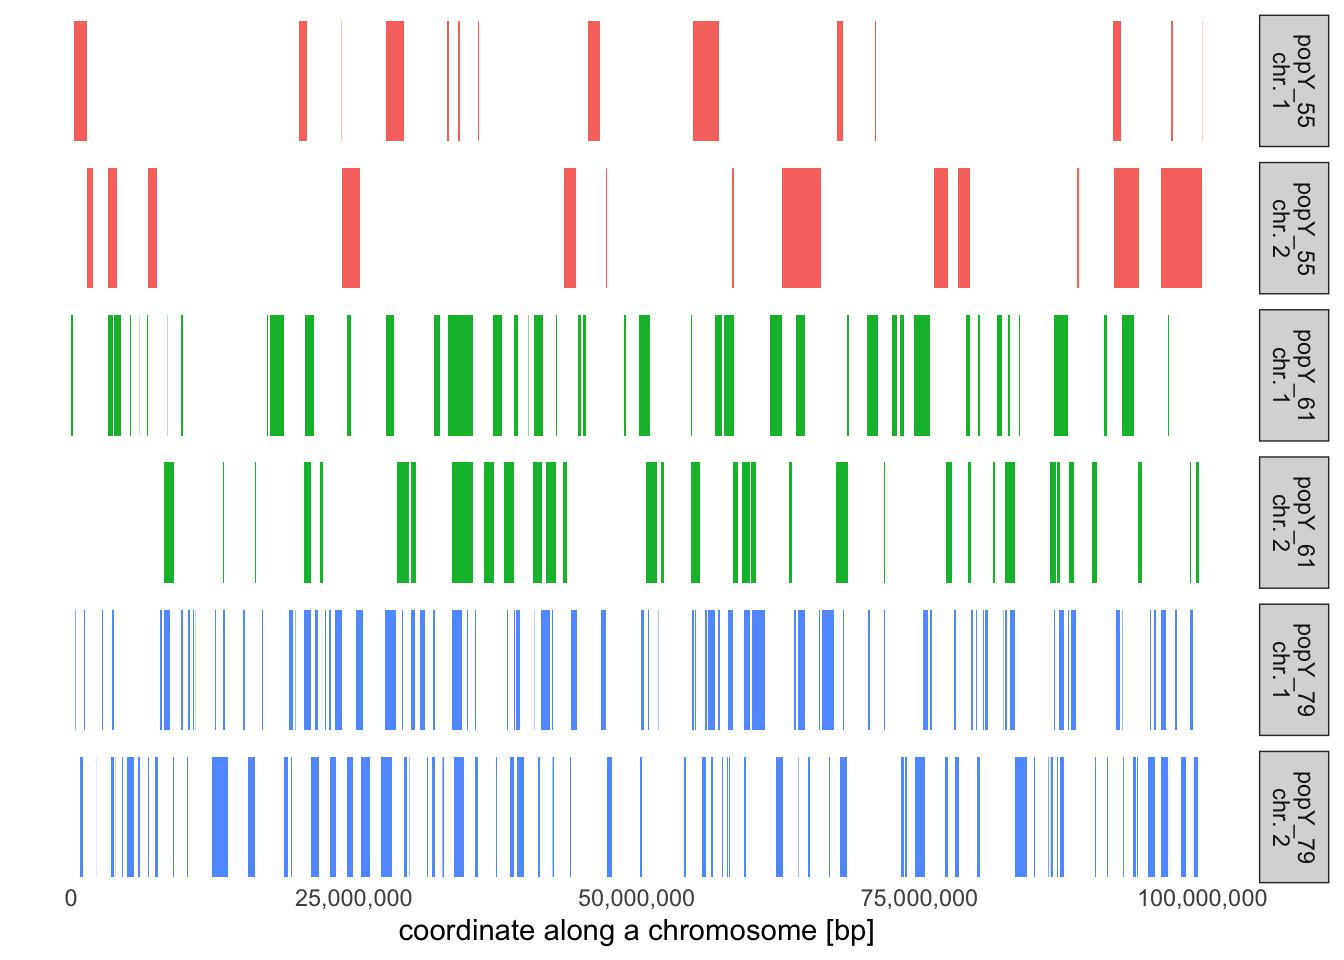 popY_55
chr. 1
popY_55
chr. 2
popY_61
chr. 1
popY_61
chr. 2
popY_79
chr. 1
popY_79
chr. 2
0 25,000,000 50,000,000 75,000,000 100,000,000
coordinate along a chromosome [bp]